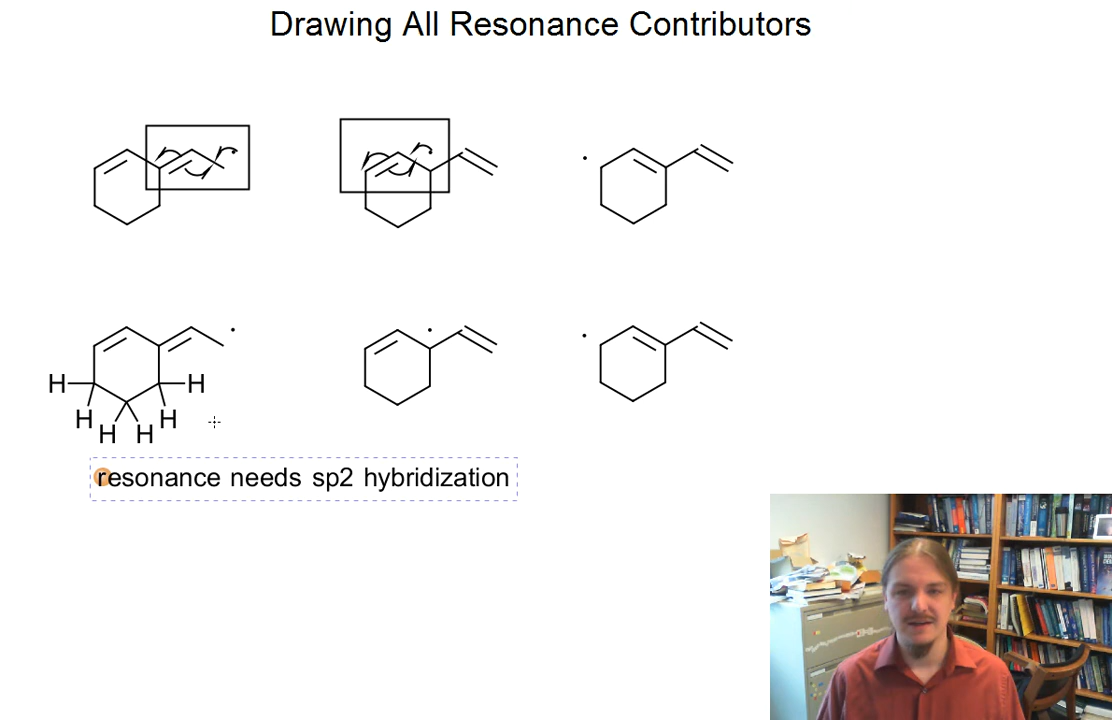 Drawing All Resonance Contributors
H H
H H
H H
resonance needs sp2 hybridization